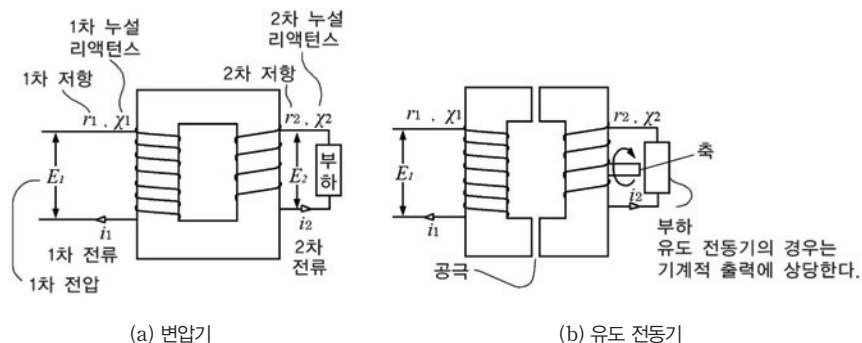 1차 누설
리액턴스
1차 저항
r1 , χ1
E1
i1
1차 전류
1차 전압
2차 누설
리액턴스
2차 저항
r2 , χ2
E2
부하
i2
2차
전류
(a) 변압기
r1 , χ1
E1
i1
공극
r2 , χ2
축
i2
부하
유도 전동기의 경우는
기계적 출력에 상당한다.
(b) 유도 전동기